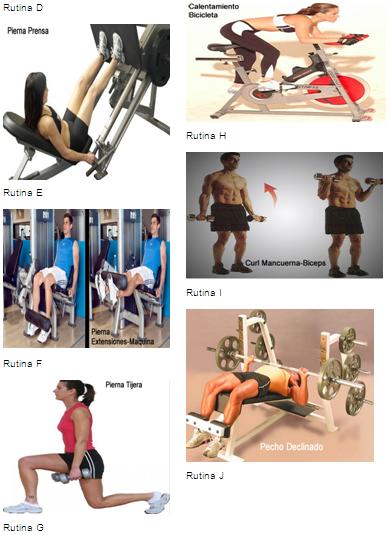 Rutina D
Pierna Prensa
Rutina E
Pierna
Extensiones-Maquina
Rutina F
Pierna Tijera
Rutina G
Calentamiento
Bicicleta
Rutina H
Curl Mancuerna-Biceps
Rutina I
Pecho Declinado
Rutina J